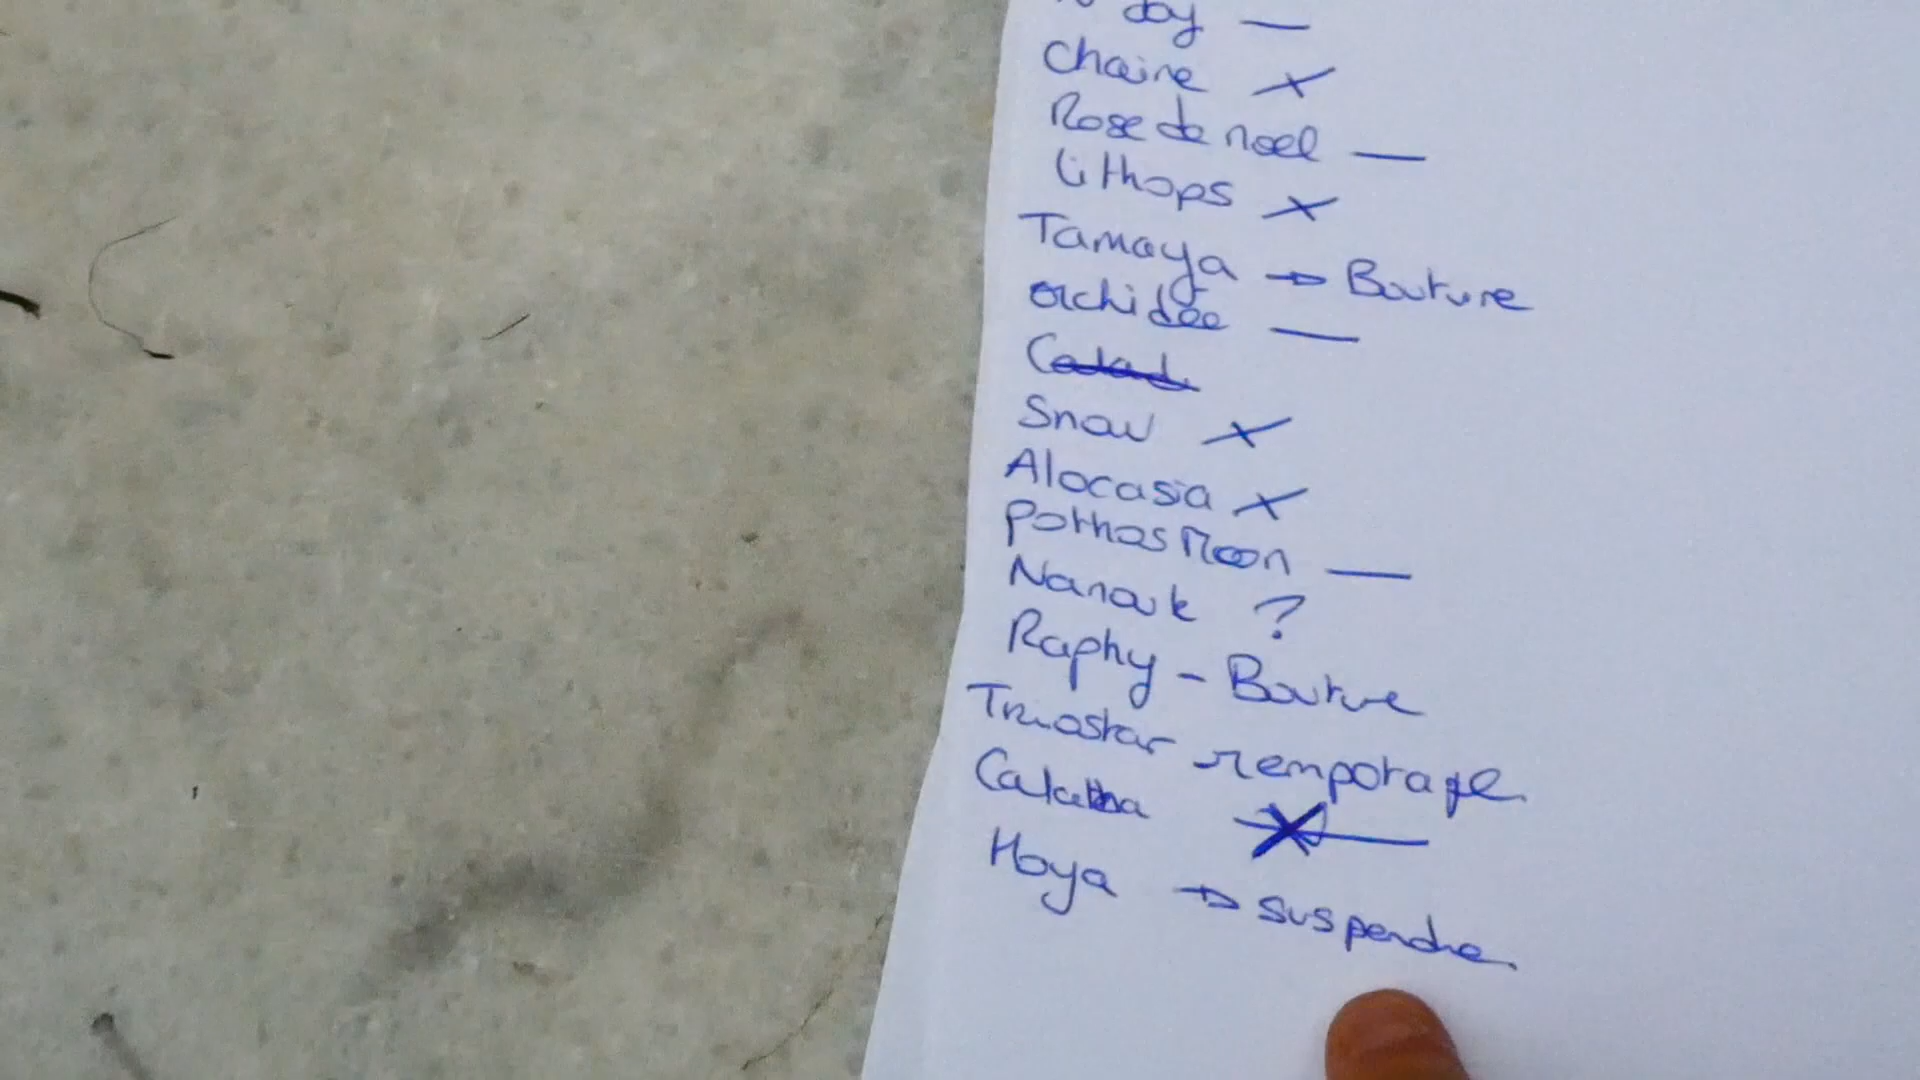 day —
Chaine X
Rose de noel —
lithops X
Tamaya → Bouture
orchidée —
Snow X
Alocasia X
Pothos Moon —
Nanouk ?
Raphy - Bouture
Triostar rempotage
Calathea
Hoya → suspendre.